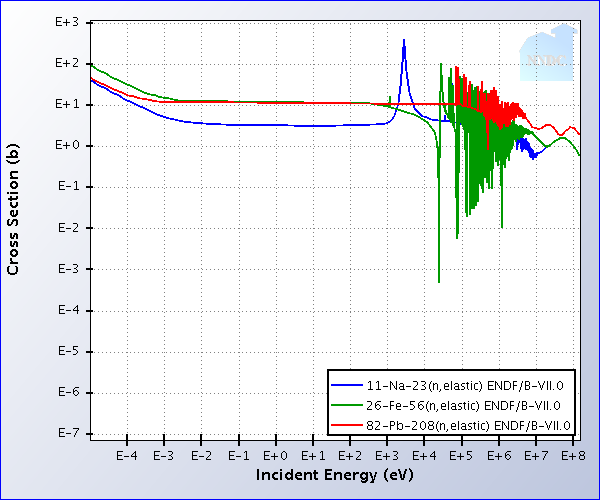 E+3
E+2
E+1
E+0
E-1
E-2
E-3
E-4
E-5
E-6
E-7
Cross Section (b)
NNDC
11-Na-23(n,elastic) ENDF/B-VII.0
26-Fe-56(n,elastic) ENDF/B-VII.0
82-Pb-208(n,elastic) ENDF/B-VII.0
E-4 E-3 E-2 E-1 E+0 E+1 E+2 E+3 E+4 E+5 E+6 E+7 E+8
Incident Energy (eV)